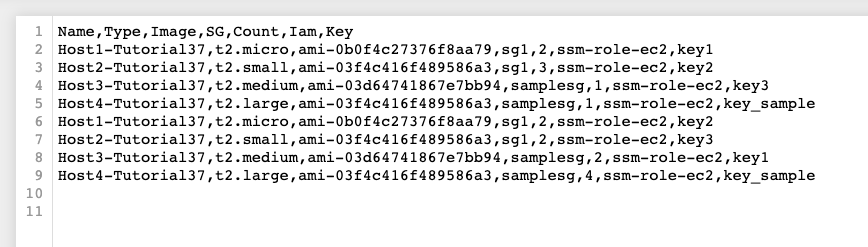 1 Name,Type,Image,SG,Count,Iam,Key
2 Host1-Tutorial37,t2.micro,ami-0b0f4c27376f8aa79,sg1,2,ssm-role-ec2,key1
3 Host2-Tutorial37,t2.small,ami-03f4c416f489586a3,sg1,3,ssm-role-ec2,key2
4 Host3-Tutorial37,t2.medium,ami-03d64741867e7bb94,samplesg,1,ssm-role-ec2,key3
5 Host4-Tutorial37,t2.large,ami-03f4c416f489586a3,samplesg,1,ssm-role-ec2,key_sample
6 Host1-Tutorial37,t2.micro,ami-0b0f4c27376f8aa79,sg1,2,ssm-role-ec2,key2
7 Host2-Tutorial37,t2.small,ami-03f4c416f489586a3,sg1,2,ssm-role-ec2,key3
8 Host3-Tutorial37,t2.medium,ami-03d64741867e7bb94,samplesg,2,ssm-role-ec2,key1
9 Host4-Tutorial37,t2.large,ami-03f4c416f489586a3,samplesg,4,ssm-role-ec2,key_sample
10
11